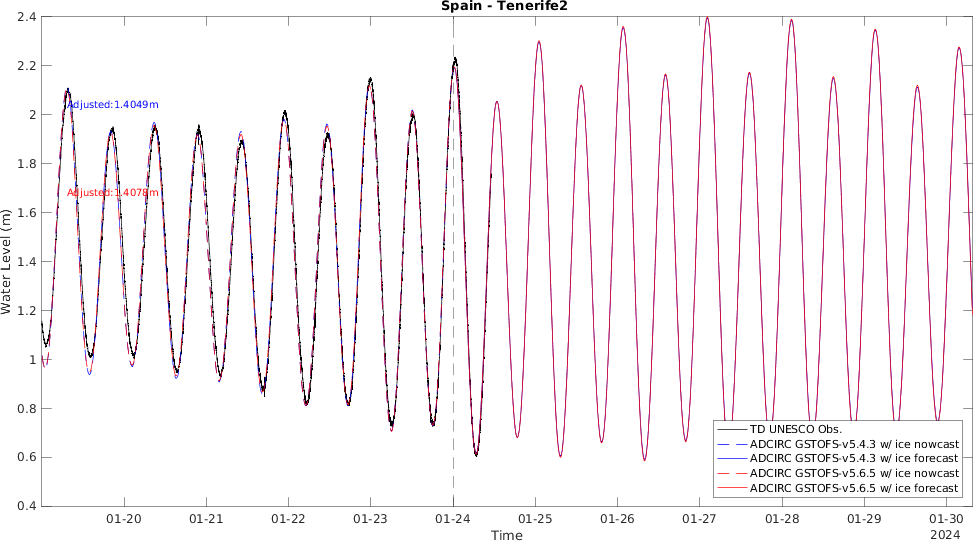 Spain - Tenerife2
2.4
2.2
2
1.8
1.6
1.4
1.2
1
0.8
0.6
0.4
Water Level (m)
Adjusted:1.4049m
Adjusted:1.4078m
TD UNESCO Obs.
ADCIRC GSTOFS-v5.4.3 w/ ice nowcast
ADCIRC GSTOFS-v5.4.3 w/ ice forecast
ADCIRC GSTOFS-v5.6.5 w/ ice nowcast
ADCIRC GSTOFS-v5.6.5 w/ ice forecast
01-20 01-21 01-22 01-23 01-24 01-25 01-26 01-27 01-28 01-29 01-30
Time
2024